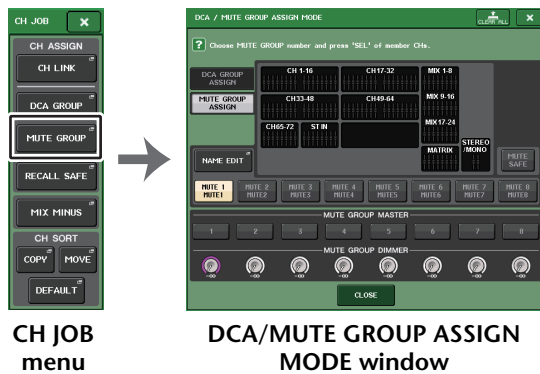 CH JOB
CH ASSIGN
CH LINK
DCA GROUP
MUTE GROUP
RECALL SAFE
MIX MINUS
CH SORT
COPY MOVE
DEFAULT
CH JOB
menu
DCA / MUTE GROUP ASSIGN MODE
CLEAR ALL
? Choose MUTE GROUP number and press 'SEL' of member CHs.
DCA GROUP
ASSIGN
MUTE GROUP
ASSIGN
NAME EDIT
CH 1-16 CH17-32 MIX 1-8
CH33-48 CH49-64 MIX 9-16
CH65-72 ST IN MIX17-24
MATRIX STEREO
/MONO
MUTE
SAFE
MUTE 1 MUTE 2 MUTE 3 MUTE 4 MUTE 5 MUTE 6 MUTE 7 MUTE 8
MUTE1 MUTE2 MUTE3 MUTE4 MUTE5 MUTE6 MUTE7 MUTE8
MUTE GROUP MASTER
1 2 3 4 5 6 7 8
MUTE GROUP DIMMER
-∞ -∞ -∞ -∞ -∞ -∞ -∞ -∞
CLOSE
DCA/MUTE GROUP ASSIGN
MODE window